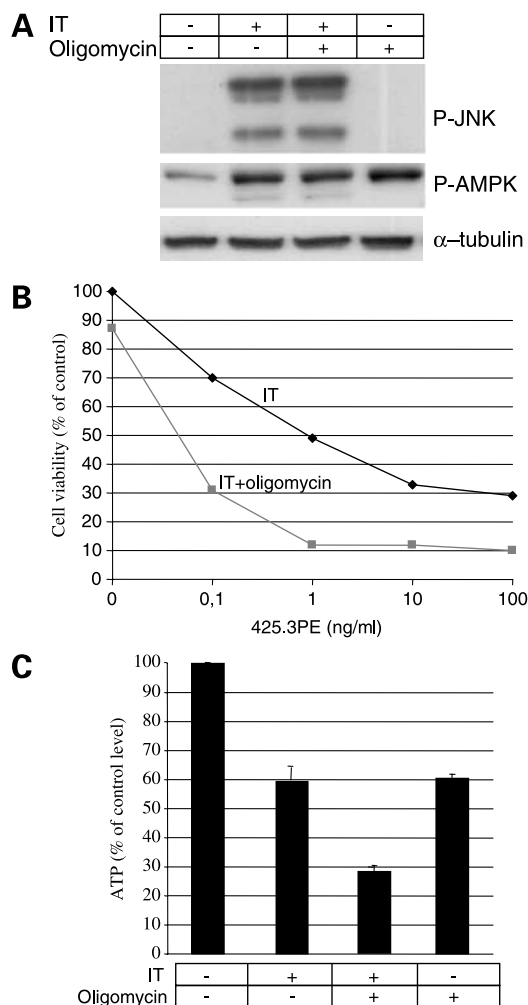 A
IT - + + -
Oligomycin - - + +
P-JNK
P-AMPK
α–tubulin
B
Cell viability (% of control)
100
90
80
70
60
50
40
30
20
10
0
IT
IT+oligomycin
0 0,1 1 10 100
425.3PE (ng/ml)
C
ATP (% of control level)
100
90
80
70
60
50
40
30
20
10
0
IT - + + -
Oligomycin - - + +